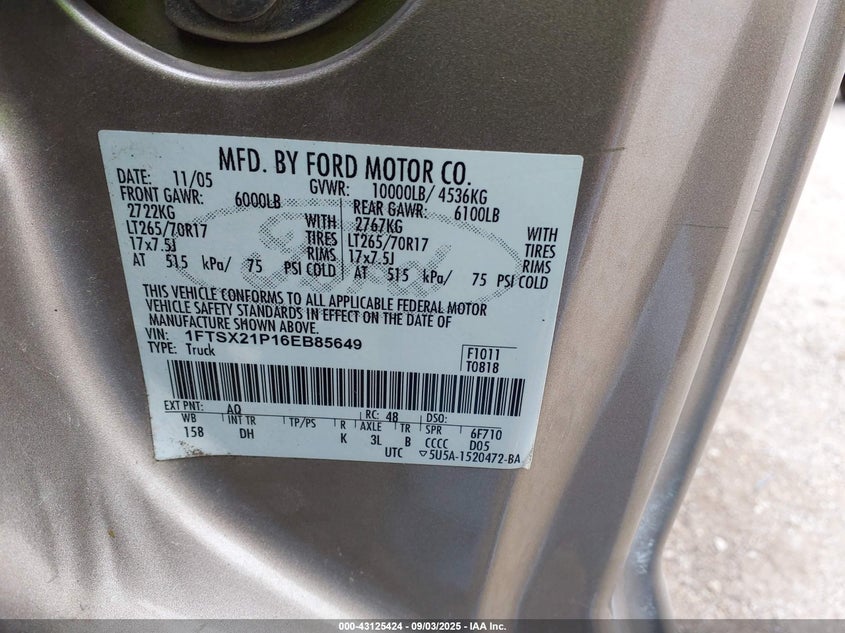 MFD. BY FORD MOTOR CO.
DATE: 11/05 GVWR: 10000LB/ 4536KG
FRONT GAWR: 6000LB REAR GAWR: 6100LB
2722KG WITH 2767KG WITH
LT265/70R17 TIRES LT265/70R17 TIRES
17x7.5J RIMS 17x7.5J RIMS
AT 515 kPa/ 75 PSI COLD AT 515 kPa/ 75 PSI COLD
Ford
THIS VEHICLE CONFORMS TO ALL APPLICABLE FEDERAL MOTOR
VEHICLE SAFETY STANDARDS IN EFFECT ON THE DATE OF
MANUFACTURE SHOWN ABOVE.
VIN: 1FTSX21P16EB85649
TYPE: Truck
F1011
T0818
EXT PNT: AQ RC: 48 DSO:
WB INT TR TP/PS R AXLE TR SPR 6F710
158 DH K 3L B CCCC D05
UTC ▽5U5A-1520472-BA
000-43125424 - 09/03/2025 - IAA Inc.